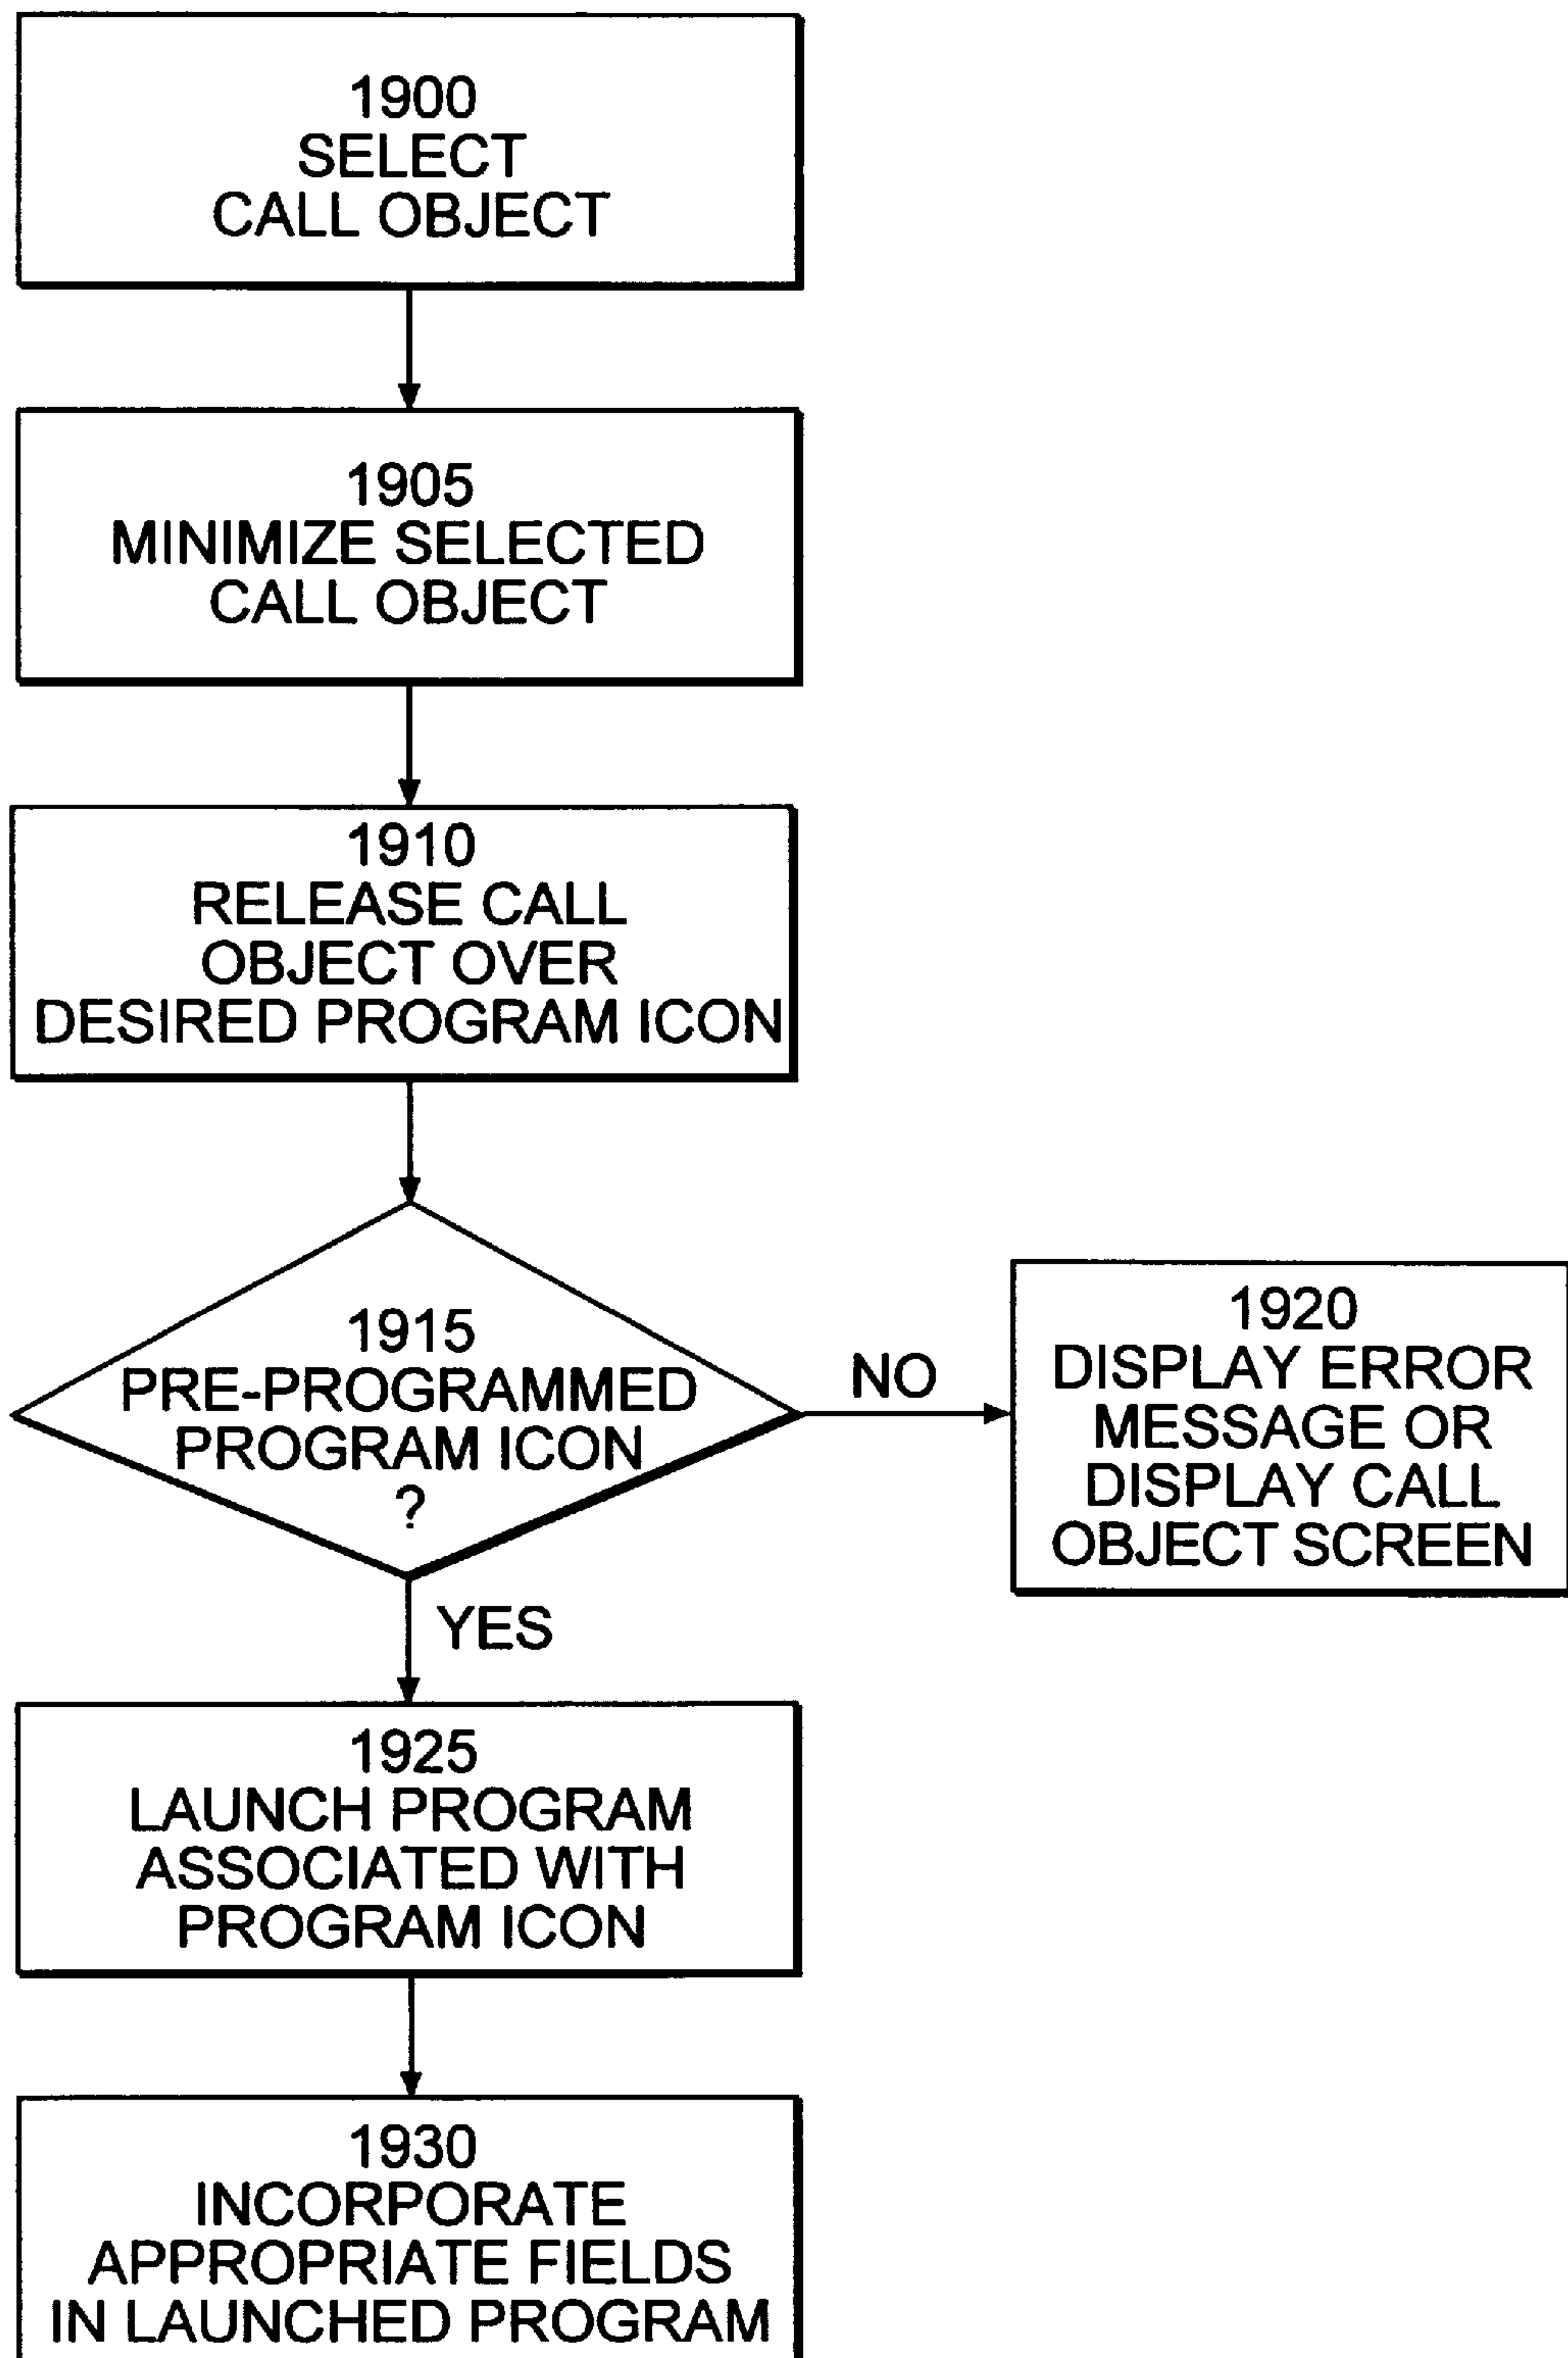 1900
SELECT
CALL OBJECT
1905
MINIMIZE SELECTED
CALL OBJECT
1910
RELEASE CALL
OBJECT OVER
DESIRED PROGRAM ICON
1915
PRE-PROGRAMMED
PROGRAM ICON
?
NO
1920
DISPLAY ERROR
MESSAGE OR
DISPLAY CALL
OBJECT SCREEN
YES
1925
LAUNCH PROGRAM
ASSOCIATED WITH
PROGRAM ICON
1930
INCORPORATE
APPROPRIATE FIELDS
IN LAUNCHED PROGRAM